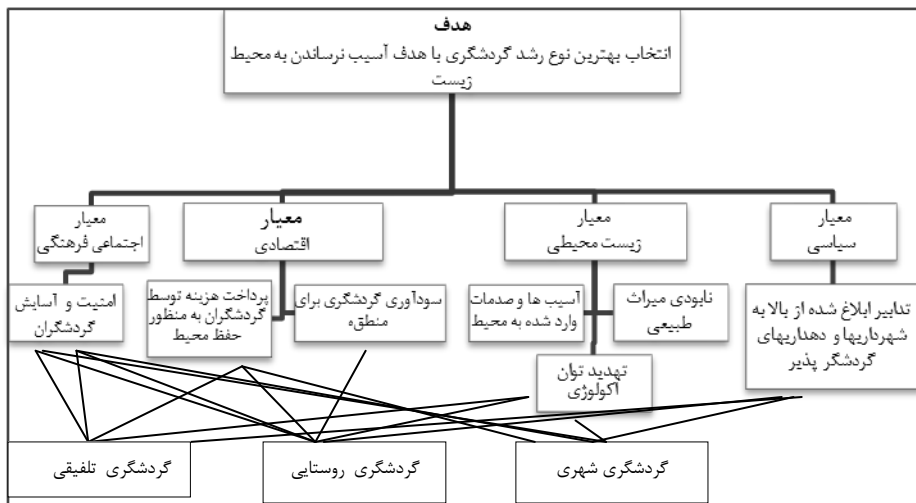 هدف
انتخاب بهترین نوع رشد گردشگری با هدف آسیب نرساندن به محیط
زیست
معیار
سیاسی
معیار
زیست محیطی
معیار
اقتصادی
معیار
اجتماعی فرهنگی
تدابیر ابلاغ شده از بالا به
شهرداریها و دهداریهای
گردشگر پذیر
نابودی میراث
طبیعی
آسیب ها و صدمات
وارد شده به محیط
تهدید توان
اکولوژی
سودآوری گردشگری برای
منطقه
پرداخت هزینه توسط
گردشگران به منظور
حفظ محیط
امنیت و آسایش
گردشگران
گردشگری شهری
گردشگری روستایی
گردشگری تلفیقی